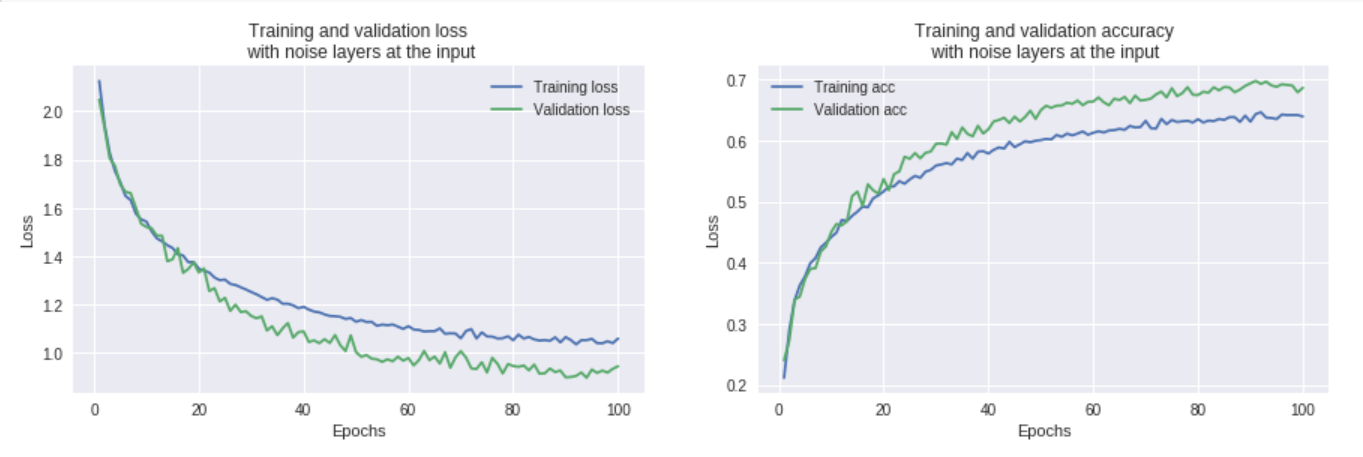 Training and validation loss
with noise layers at the input
Training loss
Validation loss
2.0
1.8
1.6
1.4
1.2
1.0
Loss
0 20 40 60 80 100
Epochs
Training and validation accuracy
with noise layers at the input
Training acc
Validation acc
0.7
0.6
0.5
0.4
0.3
0.2
Loss
0 20 40 60 80 100
Epochs